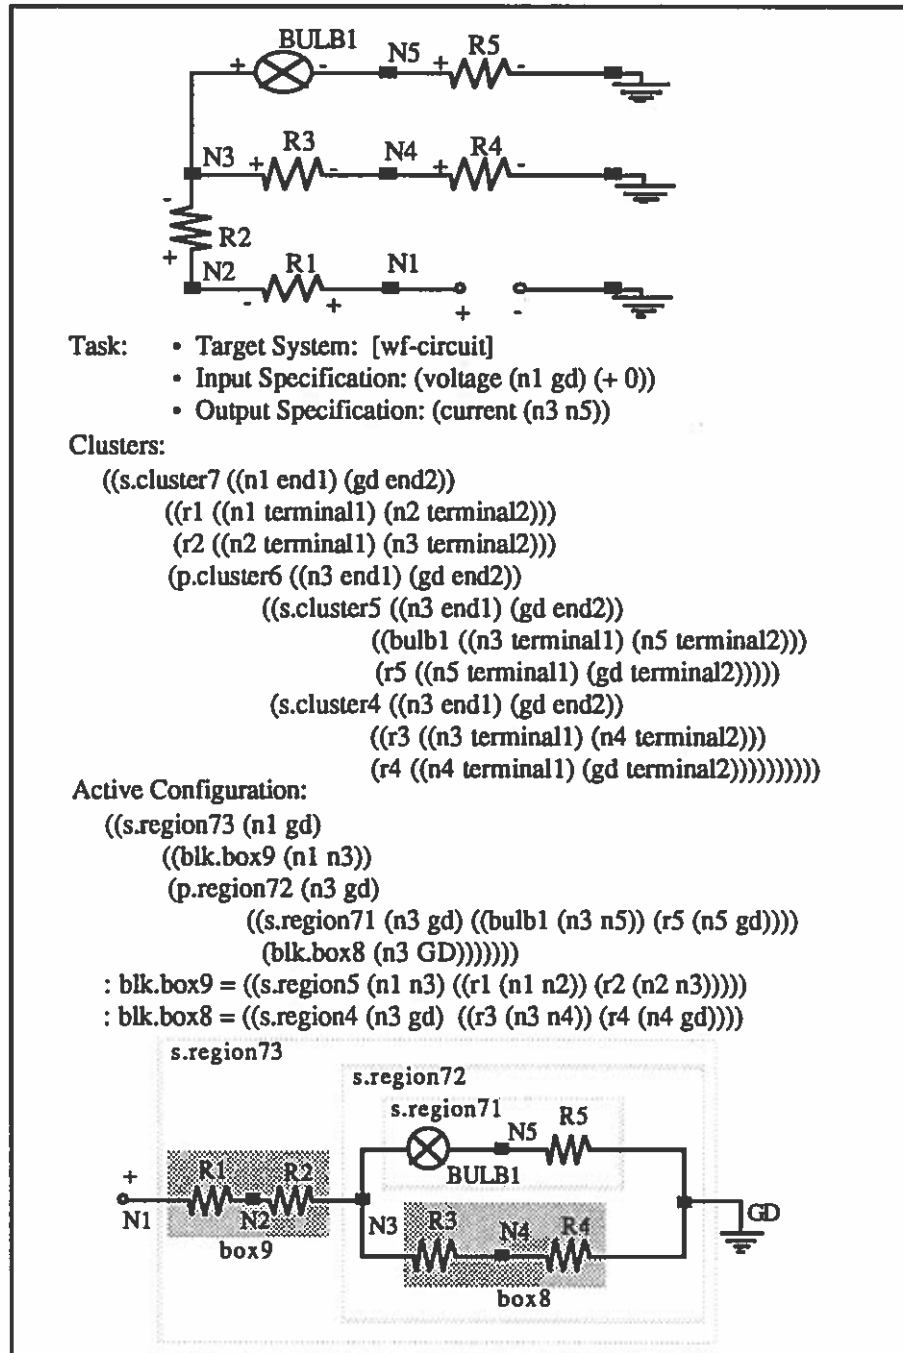 BULB1 N5 R5
+ - + -
N3 R3 N4 R4
+ - + -
-
R2
+
N2 R1 N1
- + + -
Task: • Target System: [wf-circuit]
• Input Specification: (voltage (n1 gd) (+ 0))
• Output Specification: (current (n3 n5))
Clusters:
((s.cluster7 ((n1 end1) (gd end2))
((r1 ((n1 terminal1) (n2 terminal2)))
(r2 ((n2 terminal1) (n3 terminal2)))
(p.cluster6 ((n3 end1) (gd end2))
((s.cluster5 ((n3 end1) (gd end2))
((bulb1 ((n3 terminal1) (n5 terminal2)))
(r5 ((n5 terminal1) (gd terminal2)))))
(s.cluster4 ((n3 end1) (gd end2))
((r3 ((n3 terminal1) (n4 terminal2)))
(r4 ((n4 terminal1) (gd terminal2))))))))))
Active Configuration:
((s.region73 (n1 gd)
((blk.box9 (n1 n3))
(p.region72 (n3 gd)
((s.region71 (n3 gd) ((bulb1 (n3 n5)) (r5 (n5 gd))))
(blk.box8 (n3 GD)))))))
: blk.box9 = ((s.region5 (n1 n3) ((r1 (n1 n2)) (r2 (n2 n3)))))
: blk.box8 = ((s.region4 (n3 gd) ((r3 (n3 n4)) (r4 (n4 gd))))
s.region73
s.region72
s.region71
N5 R5
BULB1
+ R1 R2
N1 N2 N3 R3 N4 R4 GD
box9
box8